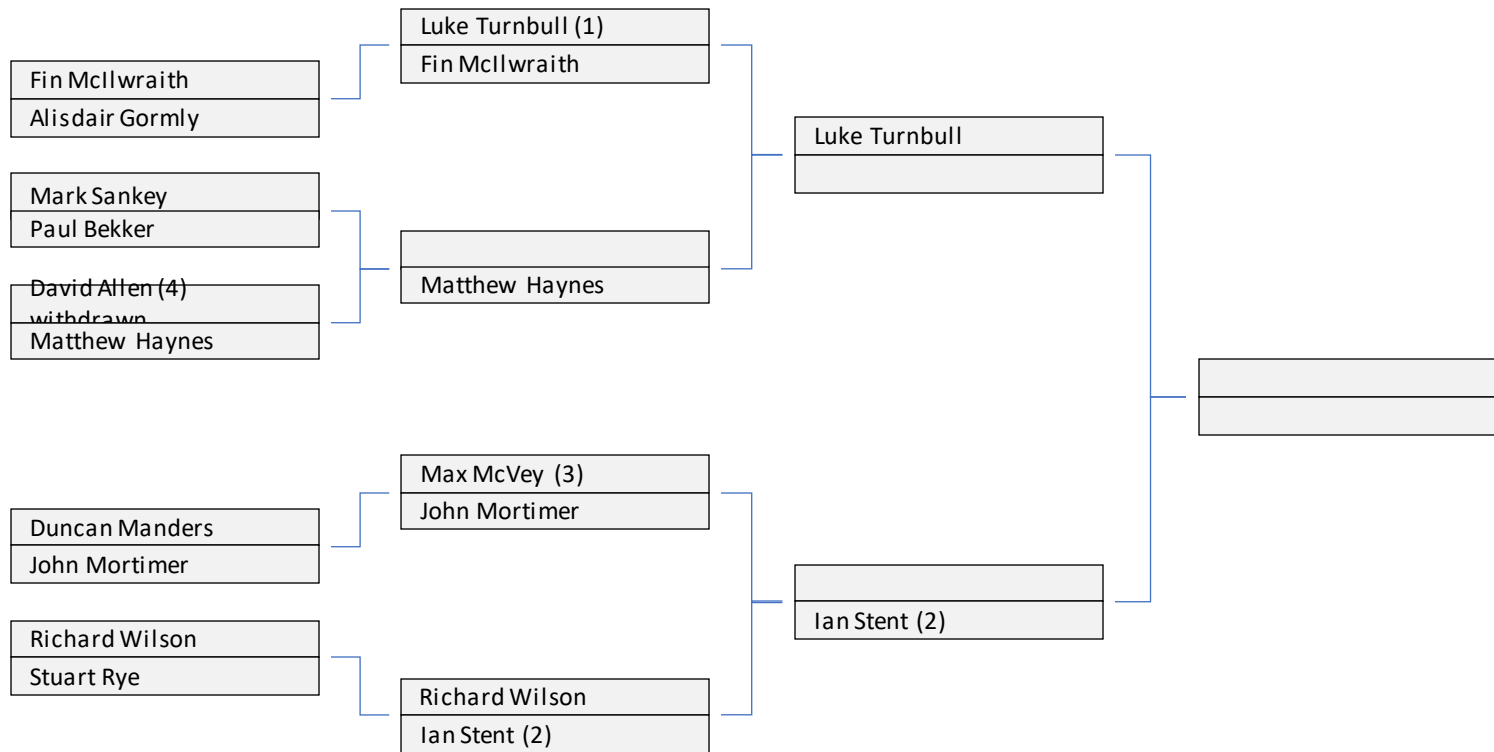 Fin McIlwraith
Alisdair Gormly
Mark Sankey
Paul Bekker
David Allen (4)
withdrawn
Matthew Haynes
Duncan Manders
John Mortimer
Richard Wilson
Stuart Rye
Luke Turnbull (1)
Fin McIlwraith
Matthew Haynes
Max McVey (3)
John Mortimer
Richard Wilson
Ian Stent (2)
Luke Turnbull
Ian Stent (2)